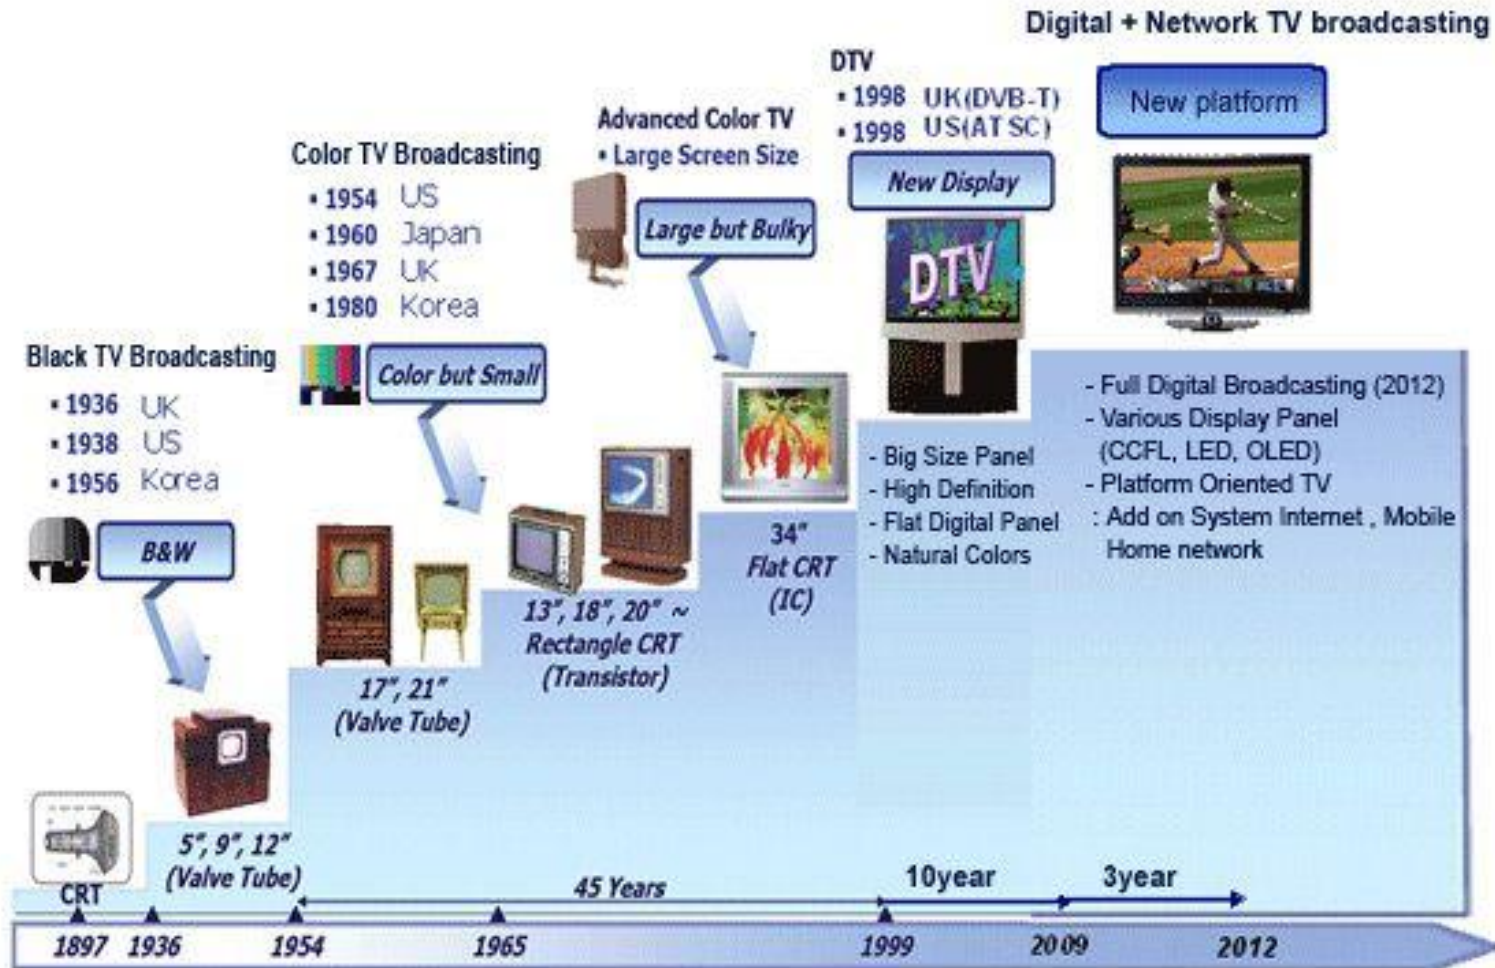 Digital + Network TV broadcasting
New platform
DTV
▪ 1998 UK(DVB-T)
▪ 1998 US(ATSC)
New Display
DTV
Advanced Color TV
▪ Large Screen Size
Large but Bulky
Color TV Broadcasting
▪ 1954 US
▪ 1960 Japan
▪ 1967 UK
▪ 1980 Korea
Color but Small
Black TV Broadcasting
▪ 1936 UK
▪ 1938 US
▪ 1956 Korea
B&W
CRT
5", 9", 12"
(Valve Tube)
17", 21"
(Valve Tube)
13", 18", 20" ~
Rectangle CRT
(Transistor)
34"
Flat CRT
(IC)
- Big Size Panel
- High Definition
- Flat Digital Panel
- Natural Colors
- Full Digital Broadcasting (2012)
- Various Display Panel
(CCFL, LED, OLED)
- Platform Oriented TV
: Add on System Internet , Mobile
Home network
45 Years
10year
3year
1897 1936 1954 1965 1999 2009 2012